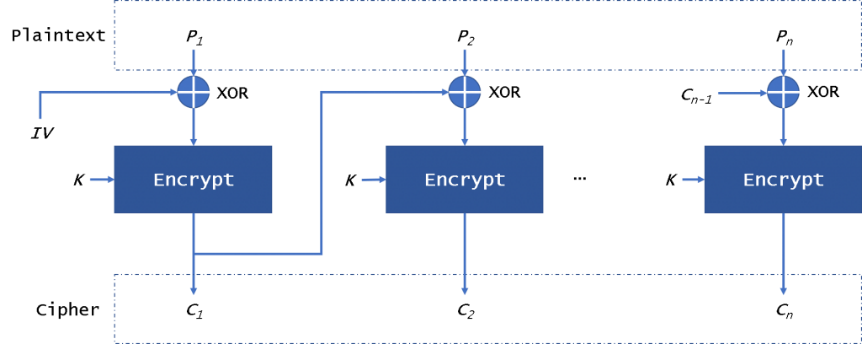 Plaintext P1 P2 Pn
XOR XOR Cn-1 XOR
IV
K Encrypt K Encrypt ... K Encrypt
Cipher C1 C2 Cn